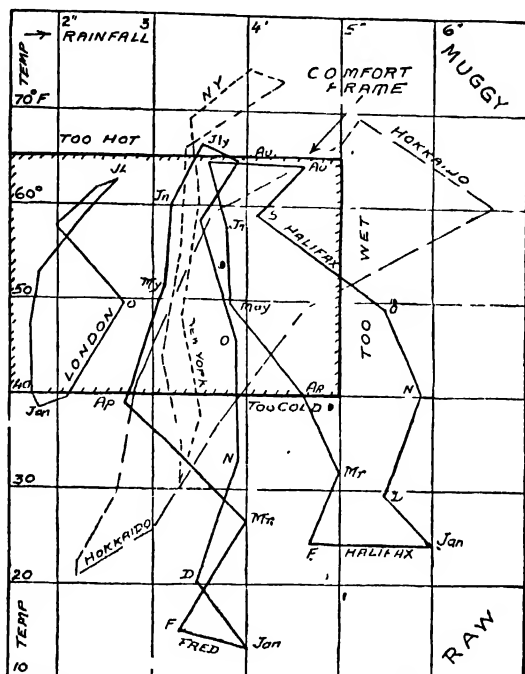 2" 3 4' 5" 6"
TEMP → RAINFALL
MUGGY
NY
COMFORT
FRAME
70°F
TOO HOT
HOKKAIDO
JL
Jly
Au
Au
60°
Jn
Jn
S
HALIFAX
WET
TOO
My
50
O
May
O
LONDON
NEW YORK
O
N
40
Jan
Ap
TOO COLD
AP
N
Mr
30
D
HOKKAIDO
Mr
F
HALIFAX
Jan
20
D
F
FRED
Jan
TEMP
10
RAW